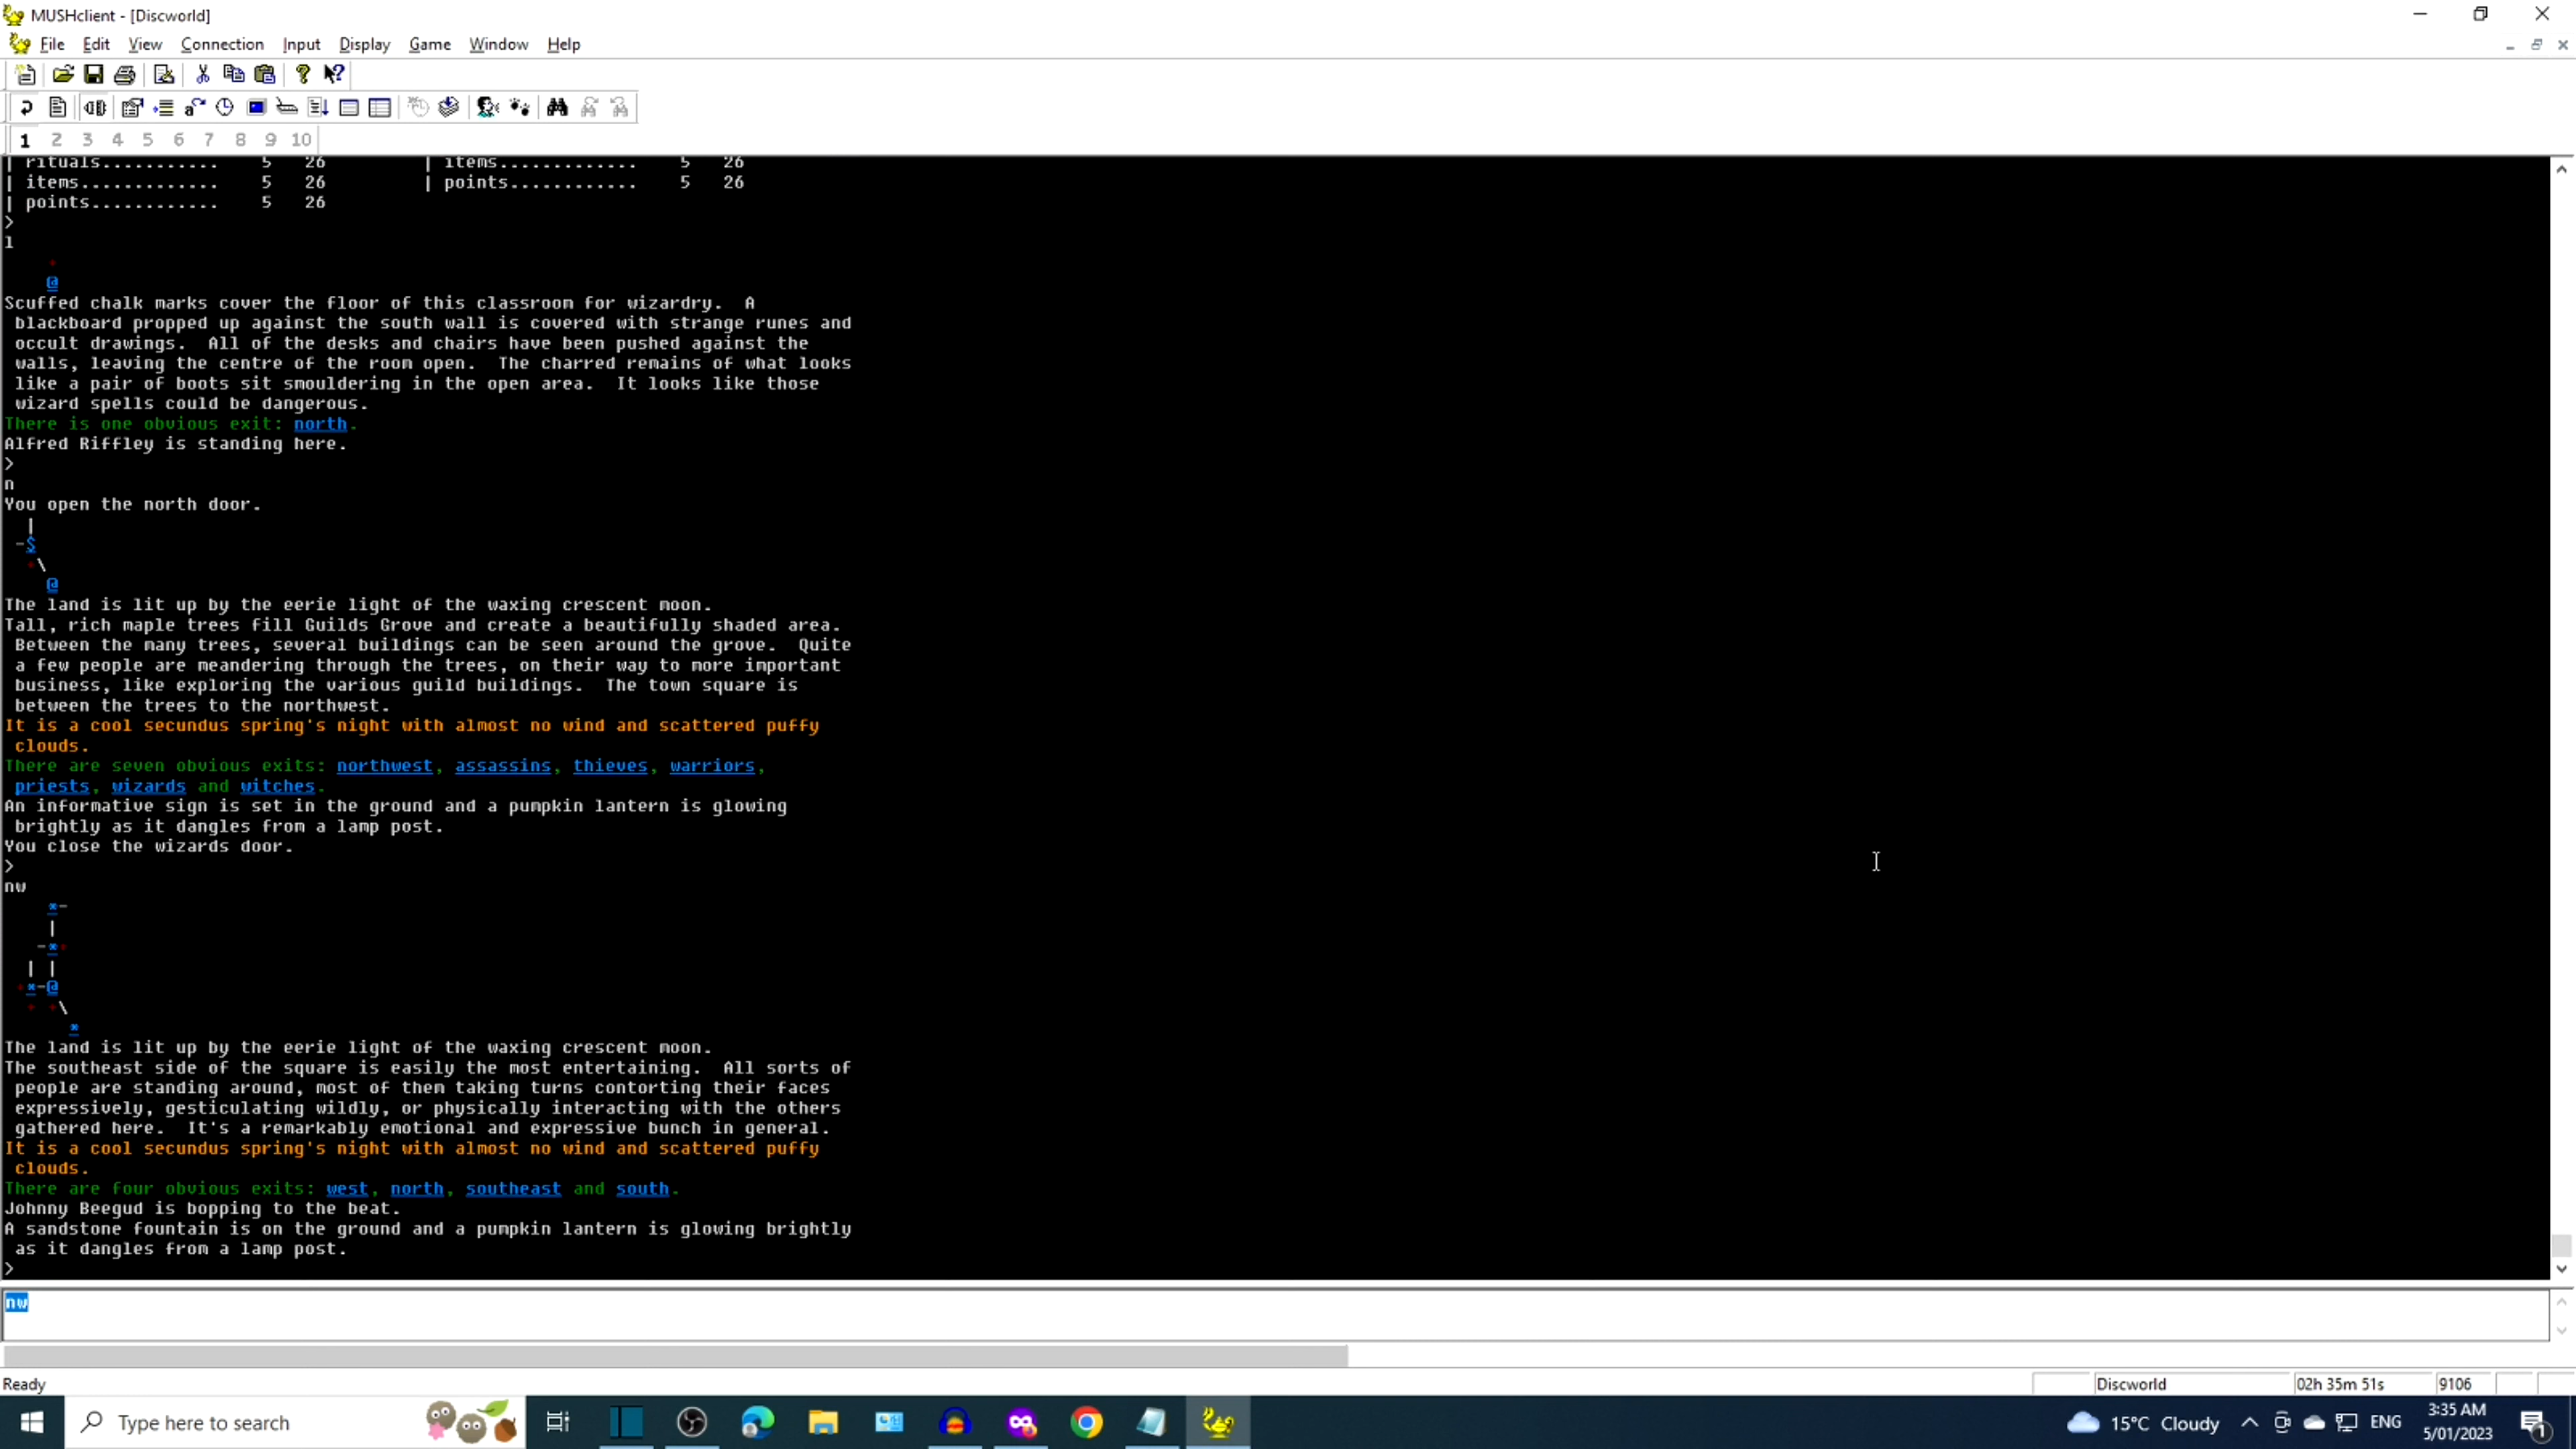 MUSHclient - [Discworld]
File Edit View Connection Input Display Game Window Help
1 2 3 4 5 6 7 8 9 10
| rituals........... 5 26 | items............. 5 26
| items............. 5 26 | points............ 5 26
| points............ 5 26
>
l
*
@
Scuffed chalk marks cover the floor of this classroom for wizardry. A
blackboard propped up against the south wall is covered with strange runes and
occult drawings. All of the desks and chairs have been pushed against the
walls, leaving the centre of the room open. The charred remains of what looks
like a pair of boots sit smouldering in the open area. It looks like those
wizard spells could be dangerous.
There is one obvious exit: north.
Alfred Riffley is standing here.
>
n
You open the north door.
|
-$
*\
@
The land is lit up by the eerie light of the waxing crescent moon.
Tall, rich maple trees fill Guilds Grove and create a beautifully shaded area.
Between the many trees, several buildings can be seen around the grove. Quite
a few people are meandering through the trees, on their way to more important
business, like exploring the various guild buildings. The town square is
between the trees to the northwest.
It is a cool secundus spring's night with almost no wind and scattered puffy
clouds.
There are seven obvious exits: northwest, assassins, thieves, warriors,
priests, wizards and witches.
An informative sign is set in the ground and a pumpkin lantern is glowing
brightly as it dangles from a lamp post.
You close the wizards door.
>
nw
*-
|
-**
| |
**-@
* *\
*
The land is lit up by the eerie light of the waxing crescent moon.
The southeast side of the square is easily the most entertaining. All sorts of
people are standing around, most of them taking turns contorting their faces
expressively, gesticulating wildly, or physically interacting with the others
gathered here. It's a remarkably emotional and expressive bunch in general.
It is a cool secundus spring's night with almost no wind and scattered puffy
clouds.
There are four obvious exits: west, north, southeast and south.
Johnny Beegud is bopping to the beat.
A sandstone fountain is on the ground and a pumpkin lantern is glowing brightly
as it dangles from a lamp post.
>
nw
Ready Discworld 02h 35m 51s 9106
Type here to search 15°C Cloudy ENG 3:35 AM
5/01/2023 1